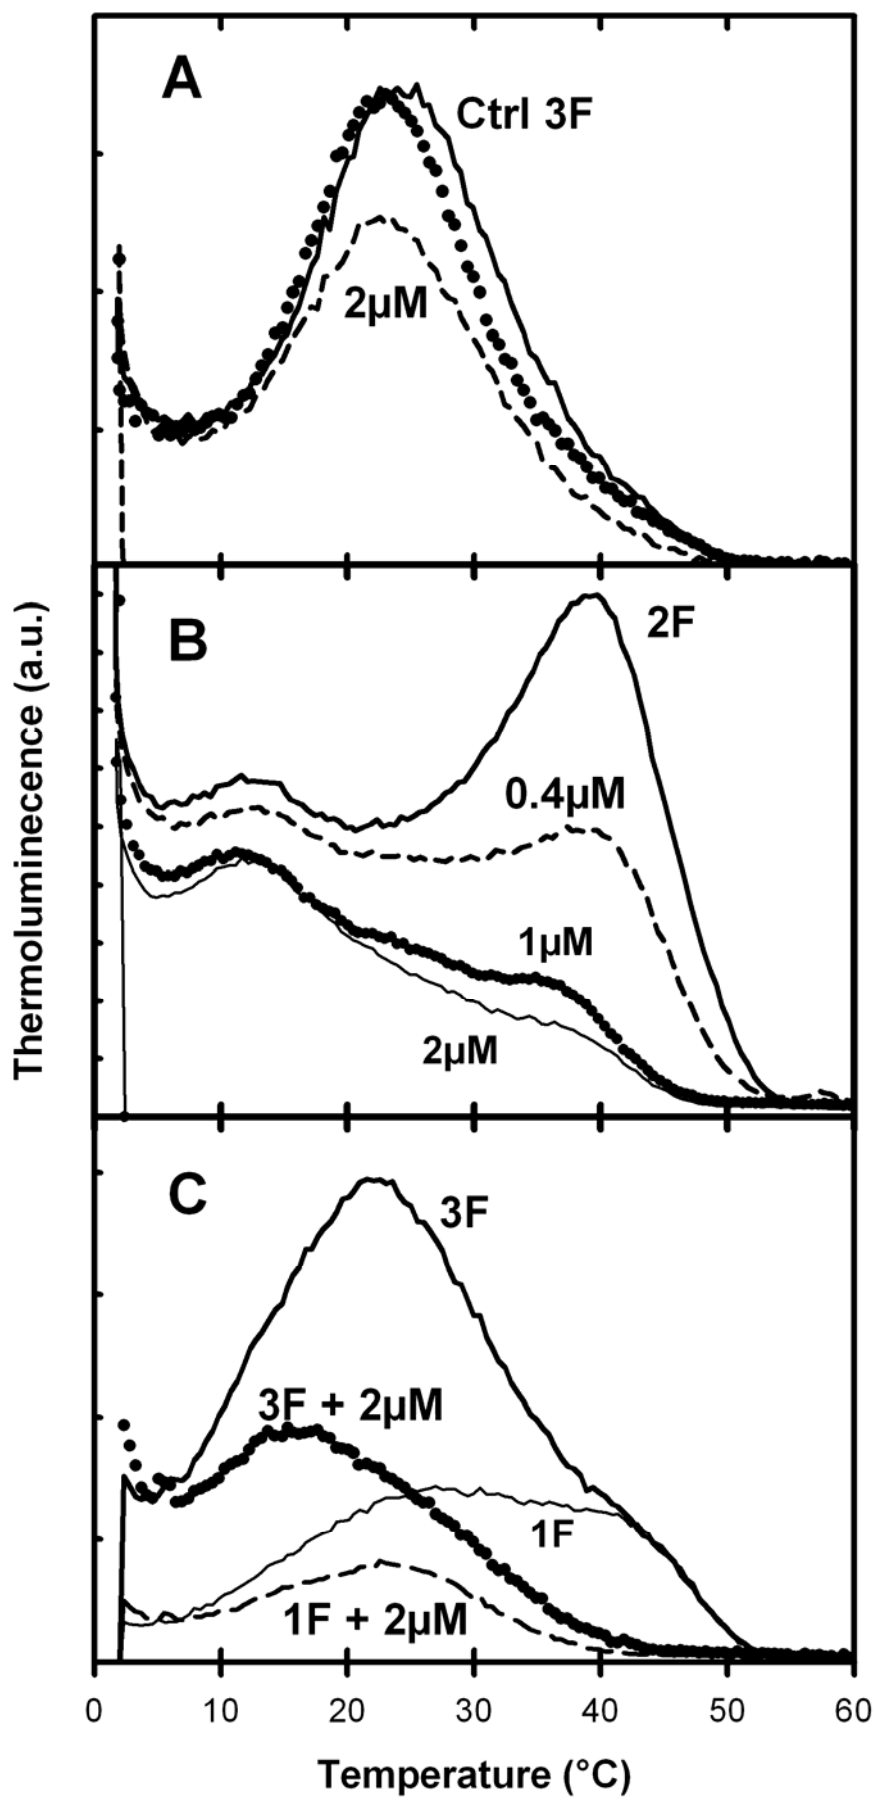 A
Ctrl 3F
2µM
B
2F
0.4µM
1µM
2µM
C
3F
3F + 2µM
1F
1F + 2µM
Thermoluminecence (a.u.)
0 10 20 30 40 50 60
Temperature (°C)